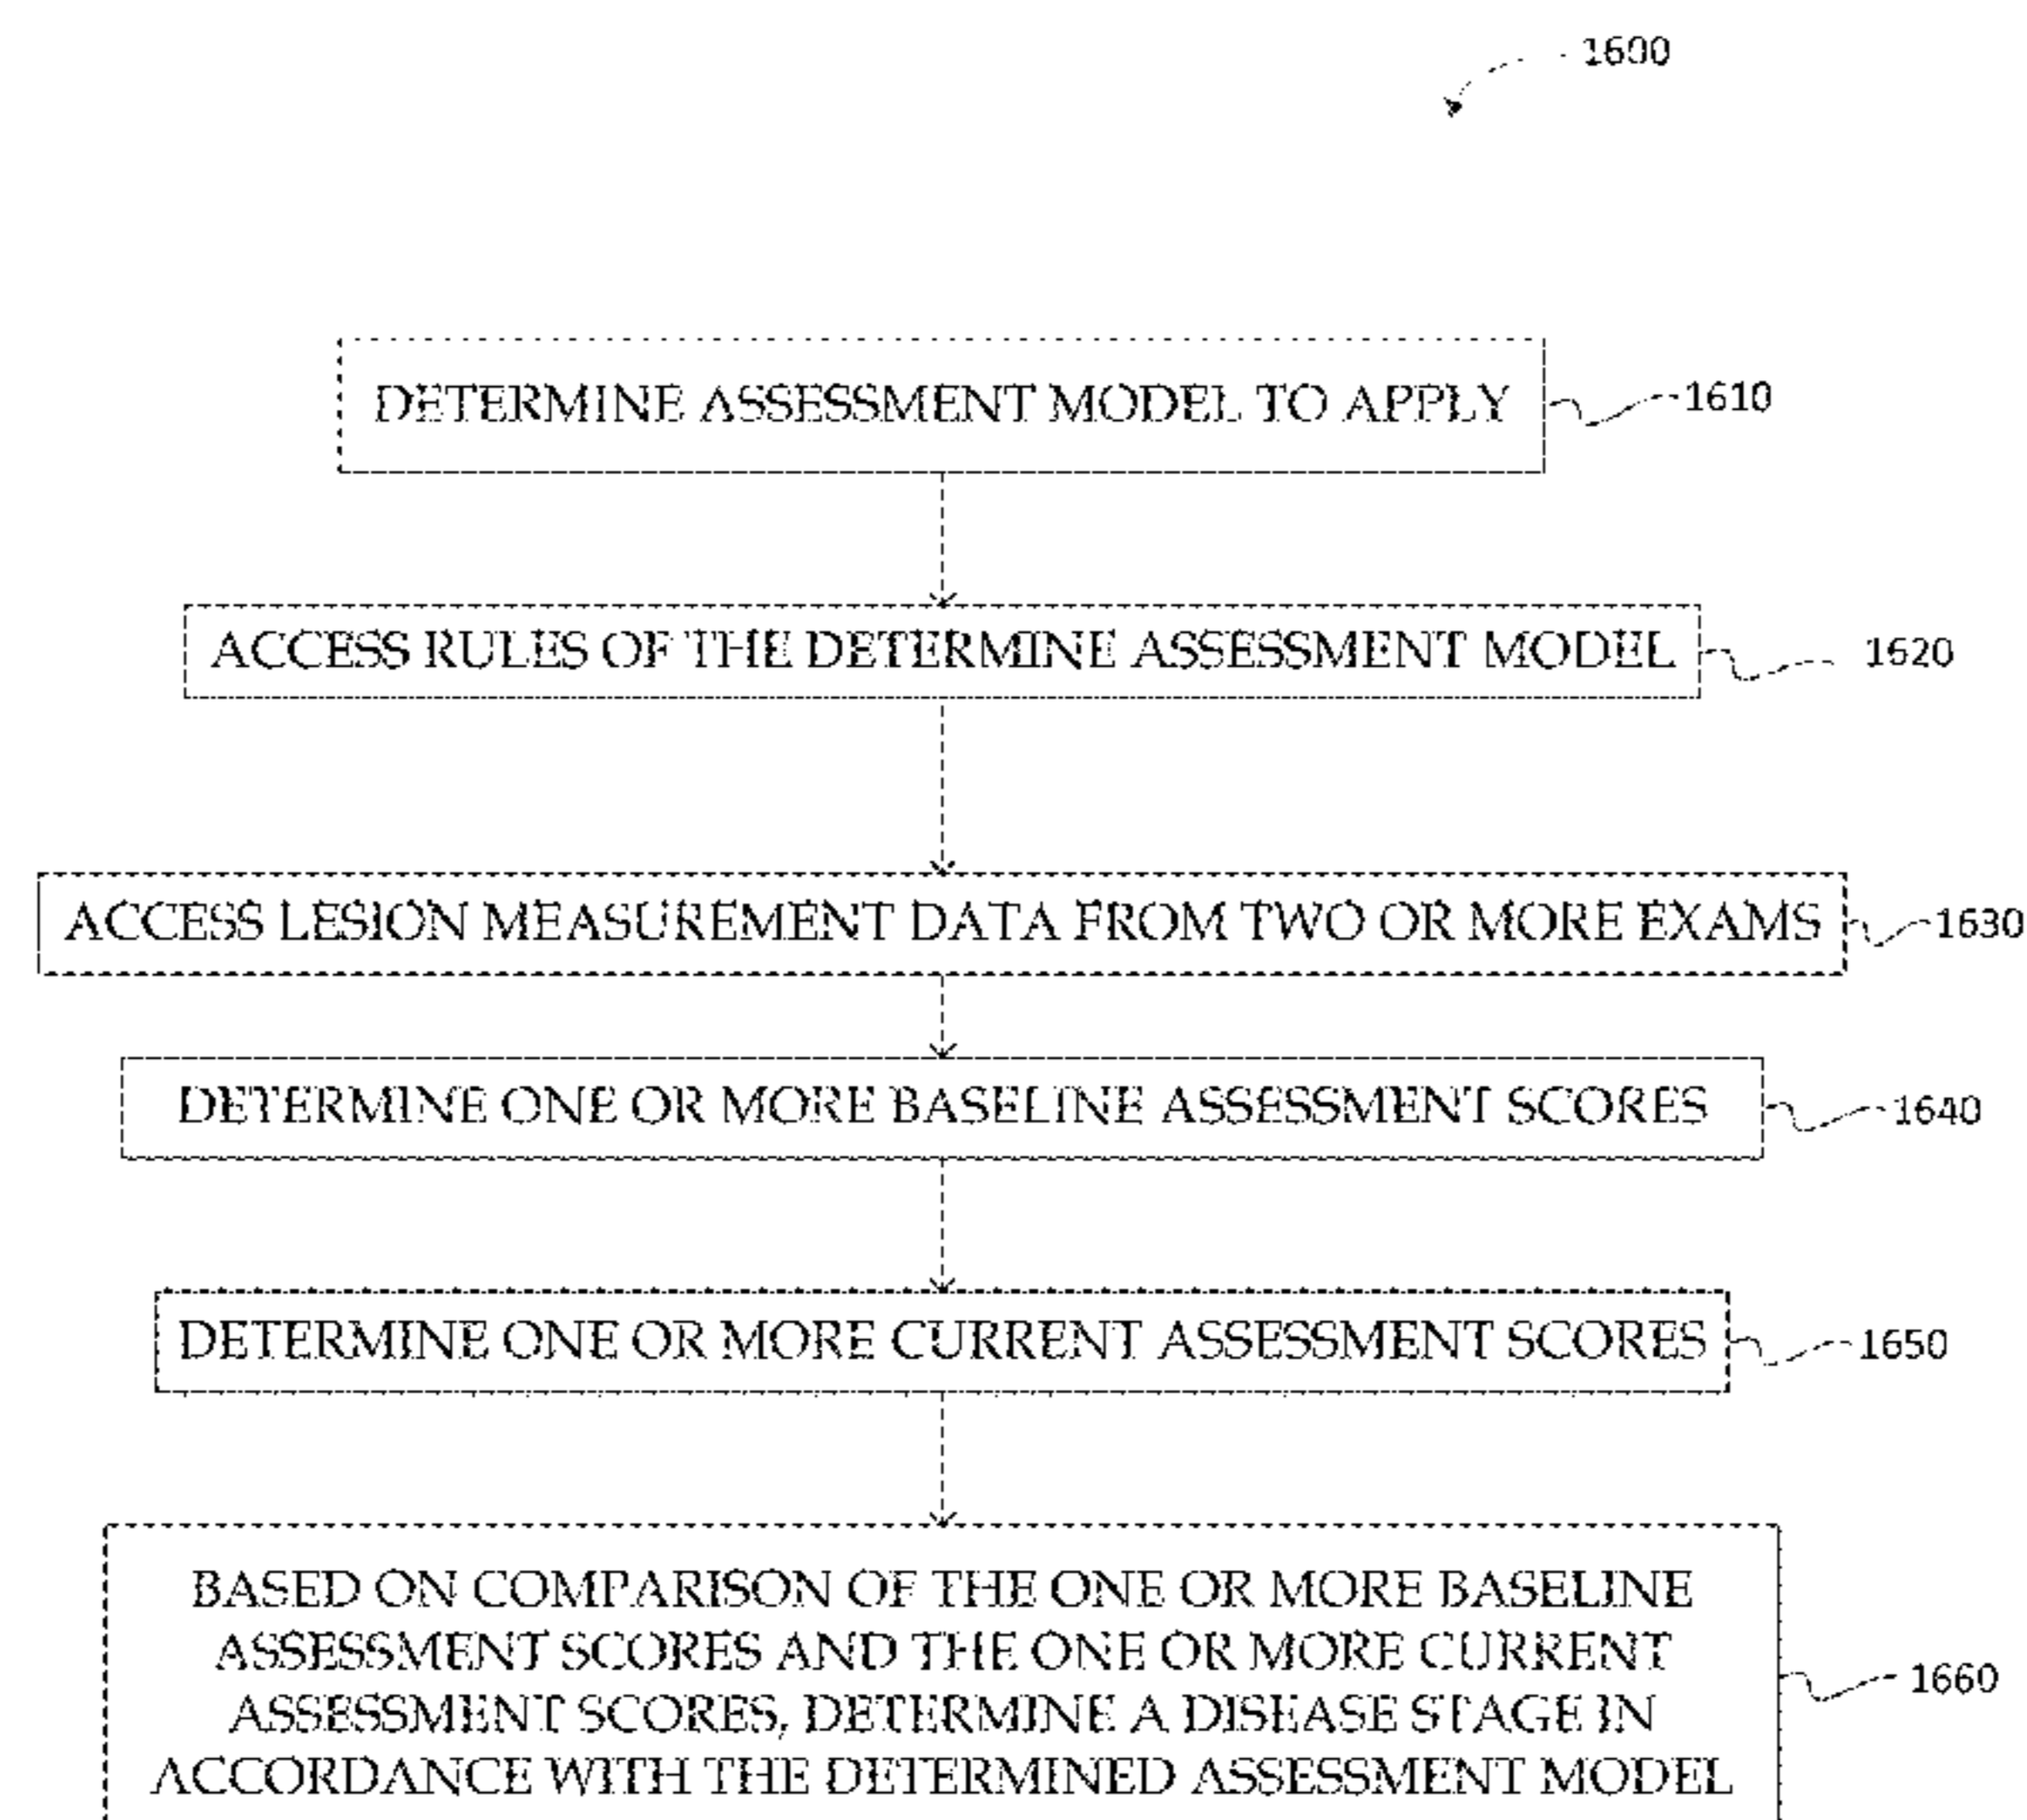 1600
DETERMINE ASSESSMENT MODEL TO APPLY
1610
ACCESS RULES OF THE DETERMINE ASSESSMENT MODEL
1620
ACCESS LESION MEASUREMENT DATA FROM TWO OR MORE EXAMS
1630
DETERMINE ONE OR MORE BASELINE ASSESSMENT SCORES
1640
DETERMINE ONE OR MORE CURRENT ASSESSMENT SCORES
1650
BASED ON COMPARISON OF THE ONE OR MORE BASELINE
ASSESSMENT SCORES AND THE ONE OR MORE CURRENT
ASSESSMENT SCORES, DETERMINE A DISEASE STAGE IN
ACCORDANCE WITH THE DETERMINED ASSESSMENT MODEL
1660